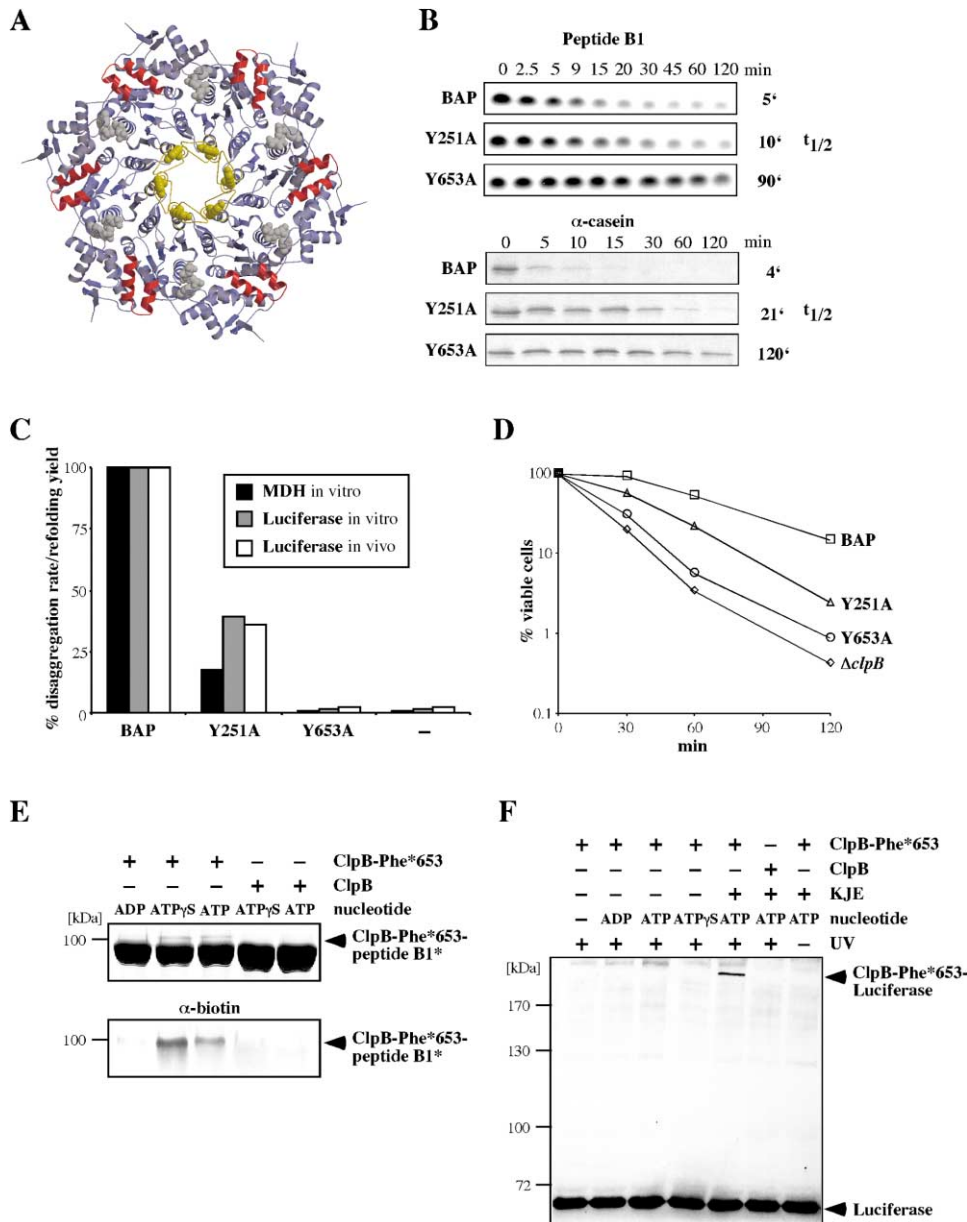 A
B
Peptide B1
0 2.5 5 9 15 20 30 45 60 120 min
BAP 5‘
Y251A 10‘ t1/2
Y653A 90‘
α-casein
0 5 10 15 30 60 120 min
BAP 4‘
Y251A 21‘ t1/2
Y653A 120‘
C
% disaggregation rate/refolding yield
100
75
50
25
0
MDH in vitro
Luciferase in vitro
Luciferase in vivo
BAP Y251A Y653A –
D
% viable cells
100
10
1
0.1
BAP
Y251A
Y653A
ΔclpB
0 30 60 90 120
min
E
+ + + – – ClpB-Phe*653
– – – + + ClpB
ADP ATPγS ATP ATPγS ATP nucleotide
[kDa]
100
ClpB-Phe*653-
peptide B1*
α-biotin
100
ClpB-Phe*653-
peptide B1*
F
+ + + + + – + ClpB-Phe*653
– – – – – + – ClpB
– – – – + + + KJE
– ADP ATP ATPγS ATP ATP ATP nucleotide
+ + + + + + – UV
[kDa]
ClpB-Phe*653-
Luciferase
170
130
100
72
Luciferase